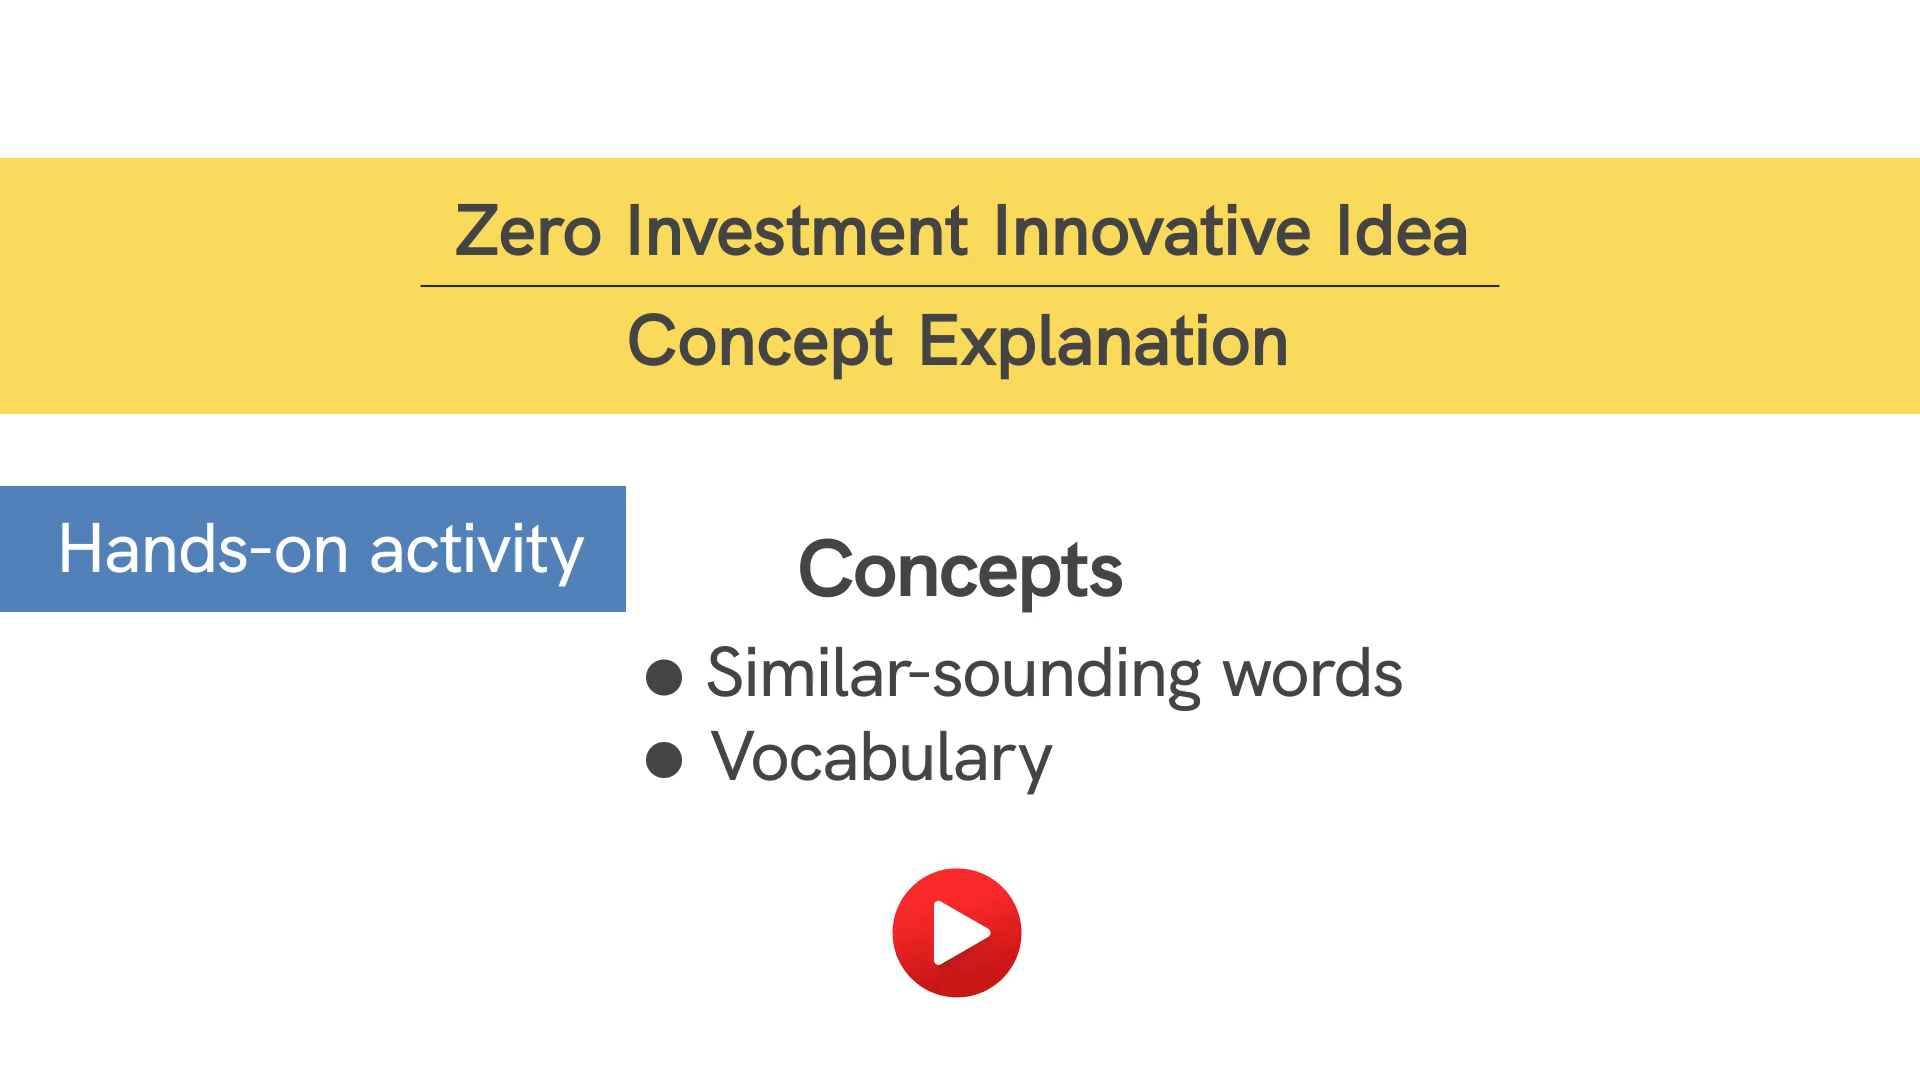 Zero Investment Innovative Idea
Concept Explanation
Hands-on activity
Concepts
● Similar-sounding words
● Vocabulary